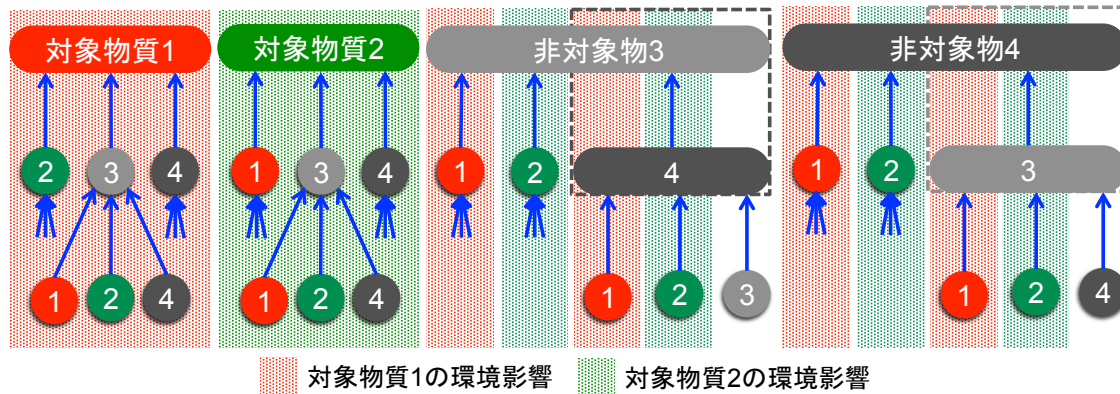 対象物質1 対象物質2 非対象物3 非対象物4
2 3 4 1 3 4 1 2 4 1 2 3
1 2 4 1 2 4 1 2 3 1 2 4
対象物質1の環境影響 対象物質2の環境影響